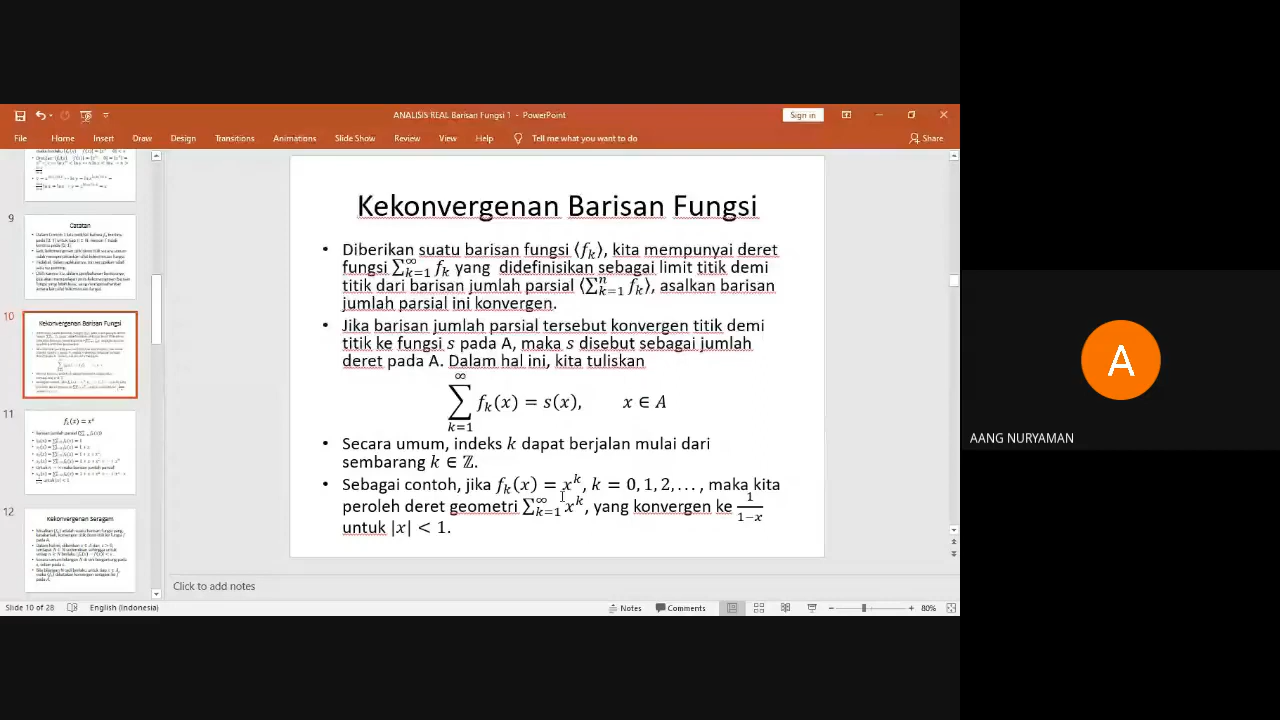 ANALISIS REAL Barisan Fungsi 1 - PowerPoint
Sign in
File Home Insert Draw Design Transitions Animations Slide Show Review View Help Tell me what you want to do Share
9
Catatan
10
Kekonvergenan Barisan Fungsi
11
f_k(x) = x^k
12
Kekonvergenan Seragam
Kekonvergenan Barisan Fungsi
• Diberikan suatu barisan fungsi ⟨f_k⟩, kita mempunyai deret
fungsi ∑_{k=1}^{∞} f_k yang didefinisikan sebagai limit titik demi
titik dari barisan jumlah parsial ⟨∑_{k=1}^{n} f_k⟩, asalkan barisan
jumlah parsial ini konvergen.
• Jika barisan jumlah pasial tersebut konvergen titik demi
titik ke fungsi s pada A, maka s disebut sebagai jumlah
deret pada A. Dalam hal ini, kita tuliskan
∑_{k=1}^{∞} f_k(x) = s(x), x ∈ A
• Secara umum, indeks k dapat berjalan mulai dari
sembarang k ∈ ℤ.
• Sebagai contoh, jika f_k(x) = x^k, k = 0, 1, 2, … , maka kita
peroleh deret geometri ∑_{k=1}^{∞} x^k, yang konvergen ke 1/(1−x)
untuk |x| < 1.
Click to add notes
Slide 10 of 28 English (Indonesia) Notes Comments 80%
A
AANG NURYAMAN